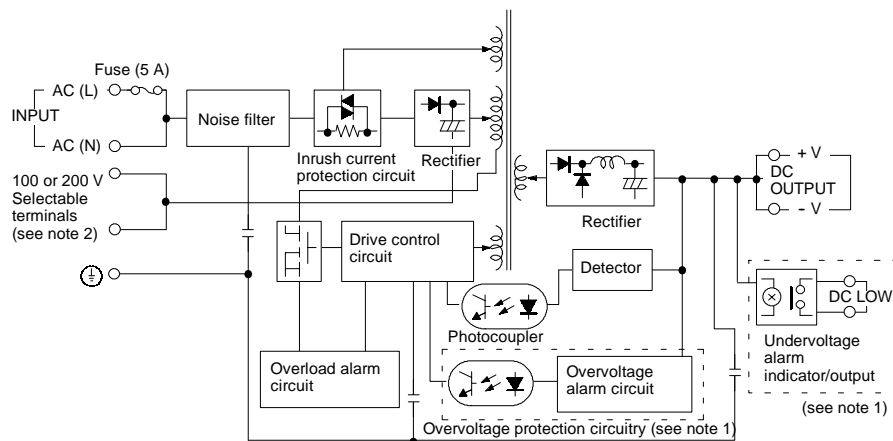 Fuse (5 A)
AC (L)
INPUT
AC (N)
Noise filter
Inrush current
protection circuit
Rectifier
100 or 200 V
Selectable
terminals
(see note 2)
Rectifier
+ V
DC
OUTPUT
- V
Drive control
circuit
Detector
DC LOW
Photocoupler
Undervoltage
alarm
indicator/output
Overload alarm
circuit
Overvoltage
alarm circuit
(see note 1)
Overvoltage protection circuitry (see note 1)